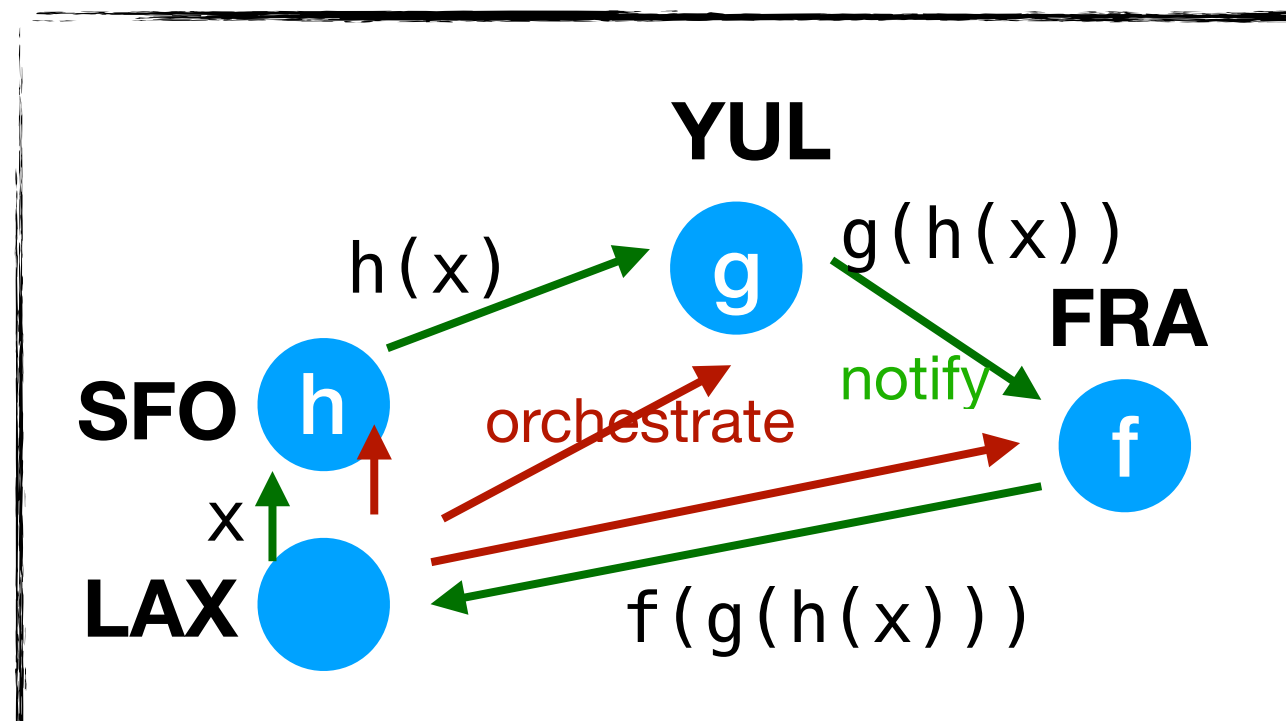 YUL
g(h(x))
h(x)
FRA
notify
SFO
h
g
orchestrate
f
x
LAX
f(g(h(x)))